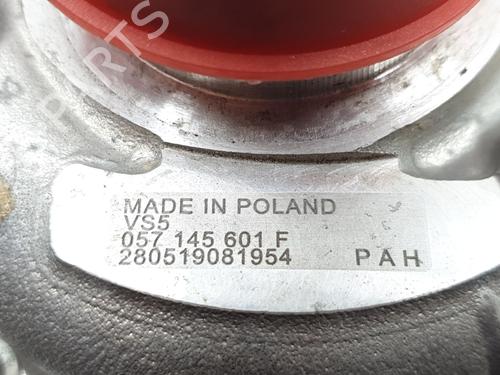 MADE IN POLAND
VS5
057 145 601 F
280519081954 PAH